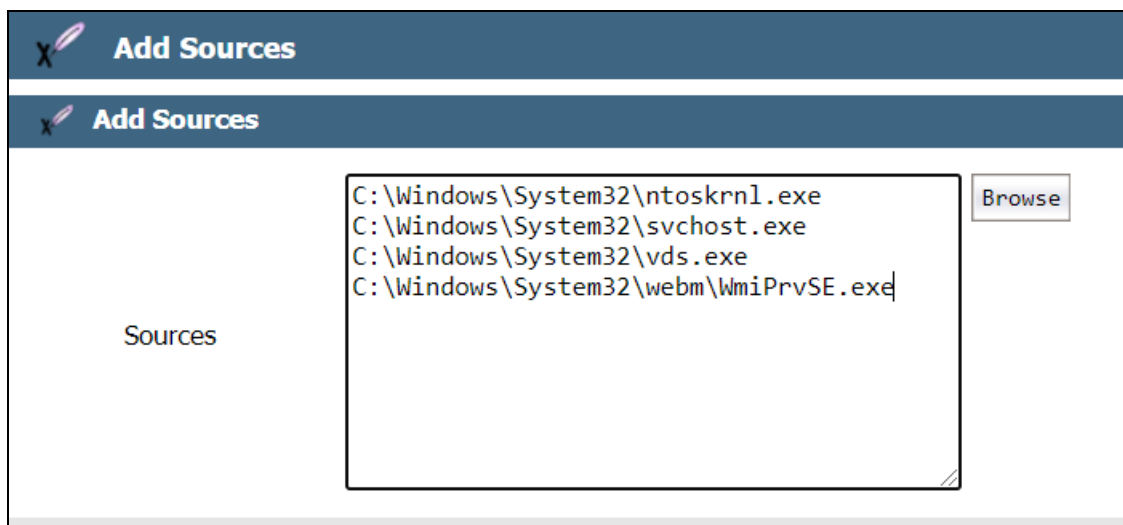 Add Sources
Add Sources
C:\Windows\System32\ntoskrnl.exe
Browse
C:\Windows\System32\svchost.exe
C:\Windows\System32\vds.exe
C:\Windows\System32\webm\WmiPrvSE.exe
Sources